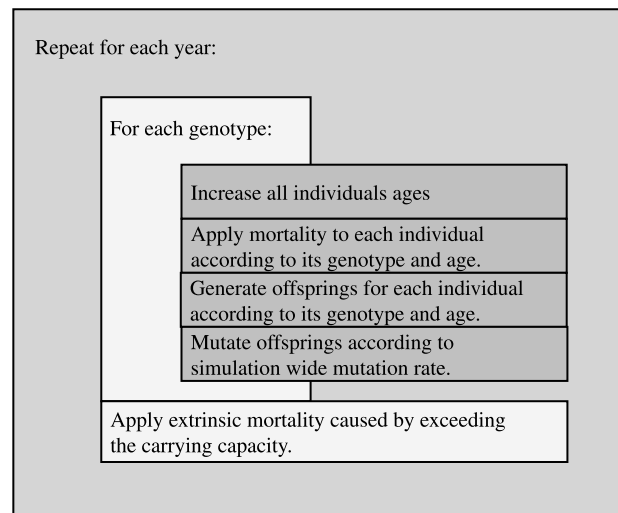 Repeat for each year:
For each genotype:
Increase all individuals ages
Apply mortality to each individual
according to its genotype and age.
Generate offsprings for each individual
according to its genotype and age.
Mutate offsprings according to
simulation wide mutation rate.
Apply extrinsic mortality caused by exceeding
the carrying capacity.